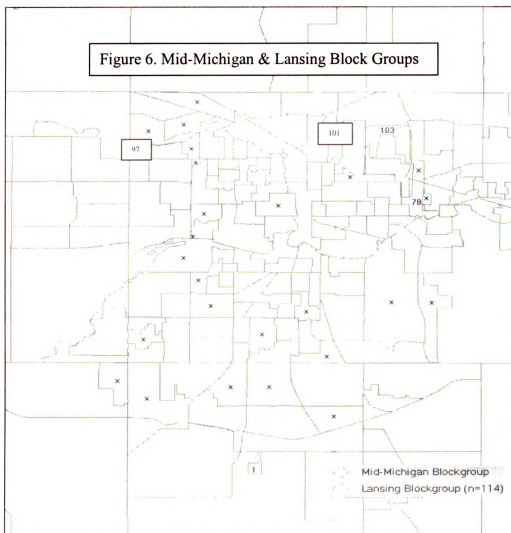 Figure 6. Mid-Michigan & Lansing Block Groups
101
103
97
78
1
Mid-Michigan Blockgroup
Lansing Blockgroup (n=114)